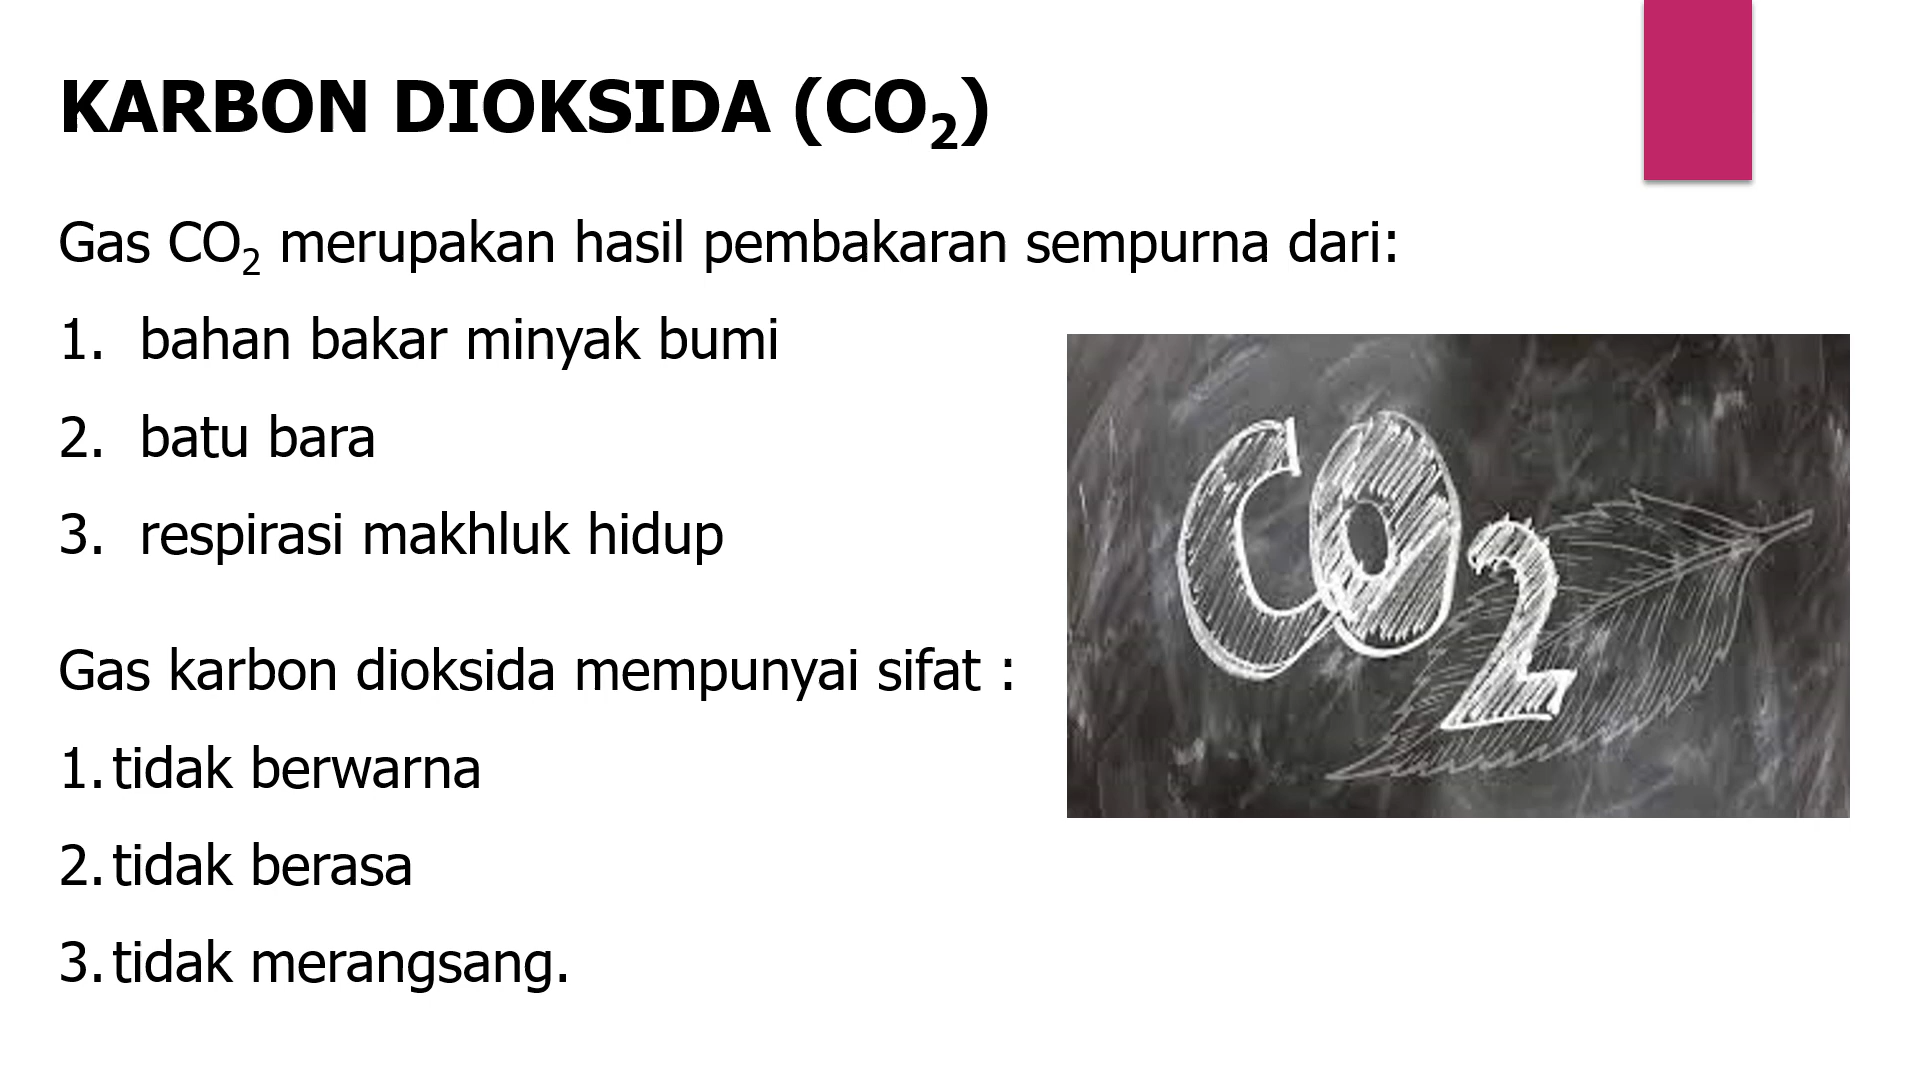 KARBON DIOKSIDA (CO₂)
Gas CO₂ merupakan hasil pembakaran sempurna dari:
1. bahan bakar minyak bumi
2. batu bara
3. respirasi makhluk hidup
CO₂
Gas karbon dioksida mempunyai sifat :
1. tidak berwarna
2. tidak berasa
3. tidak merangsang.